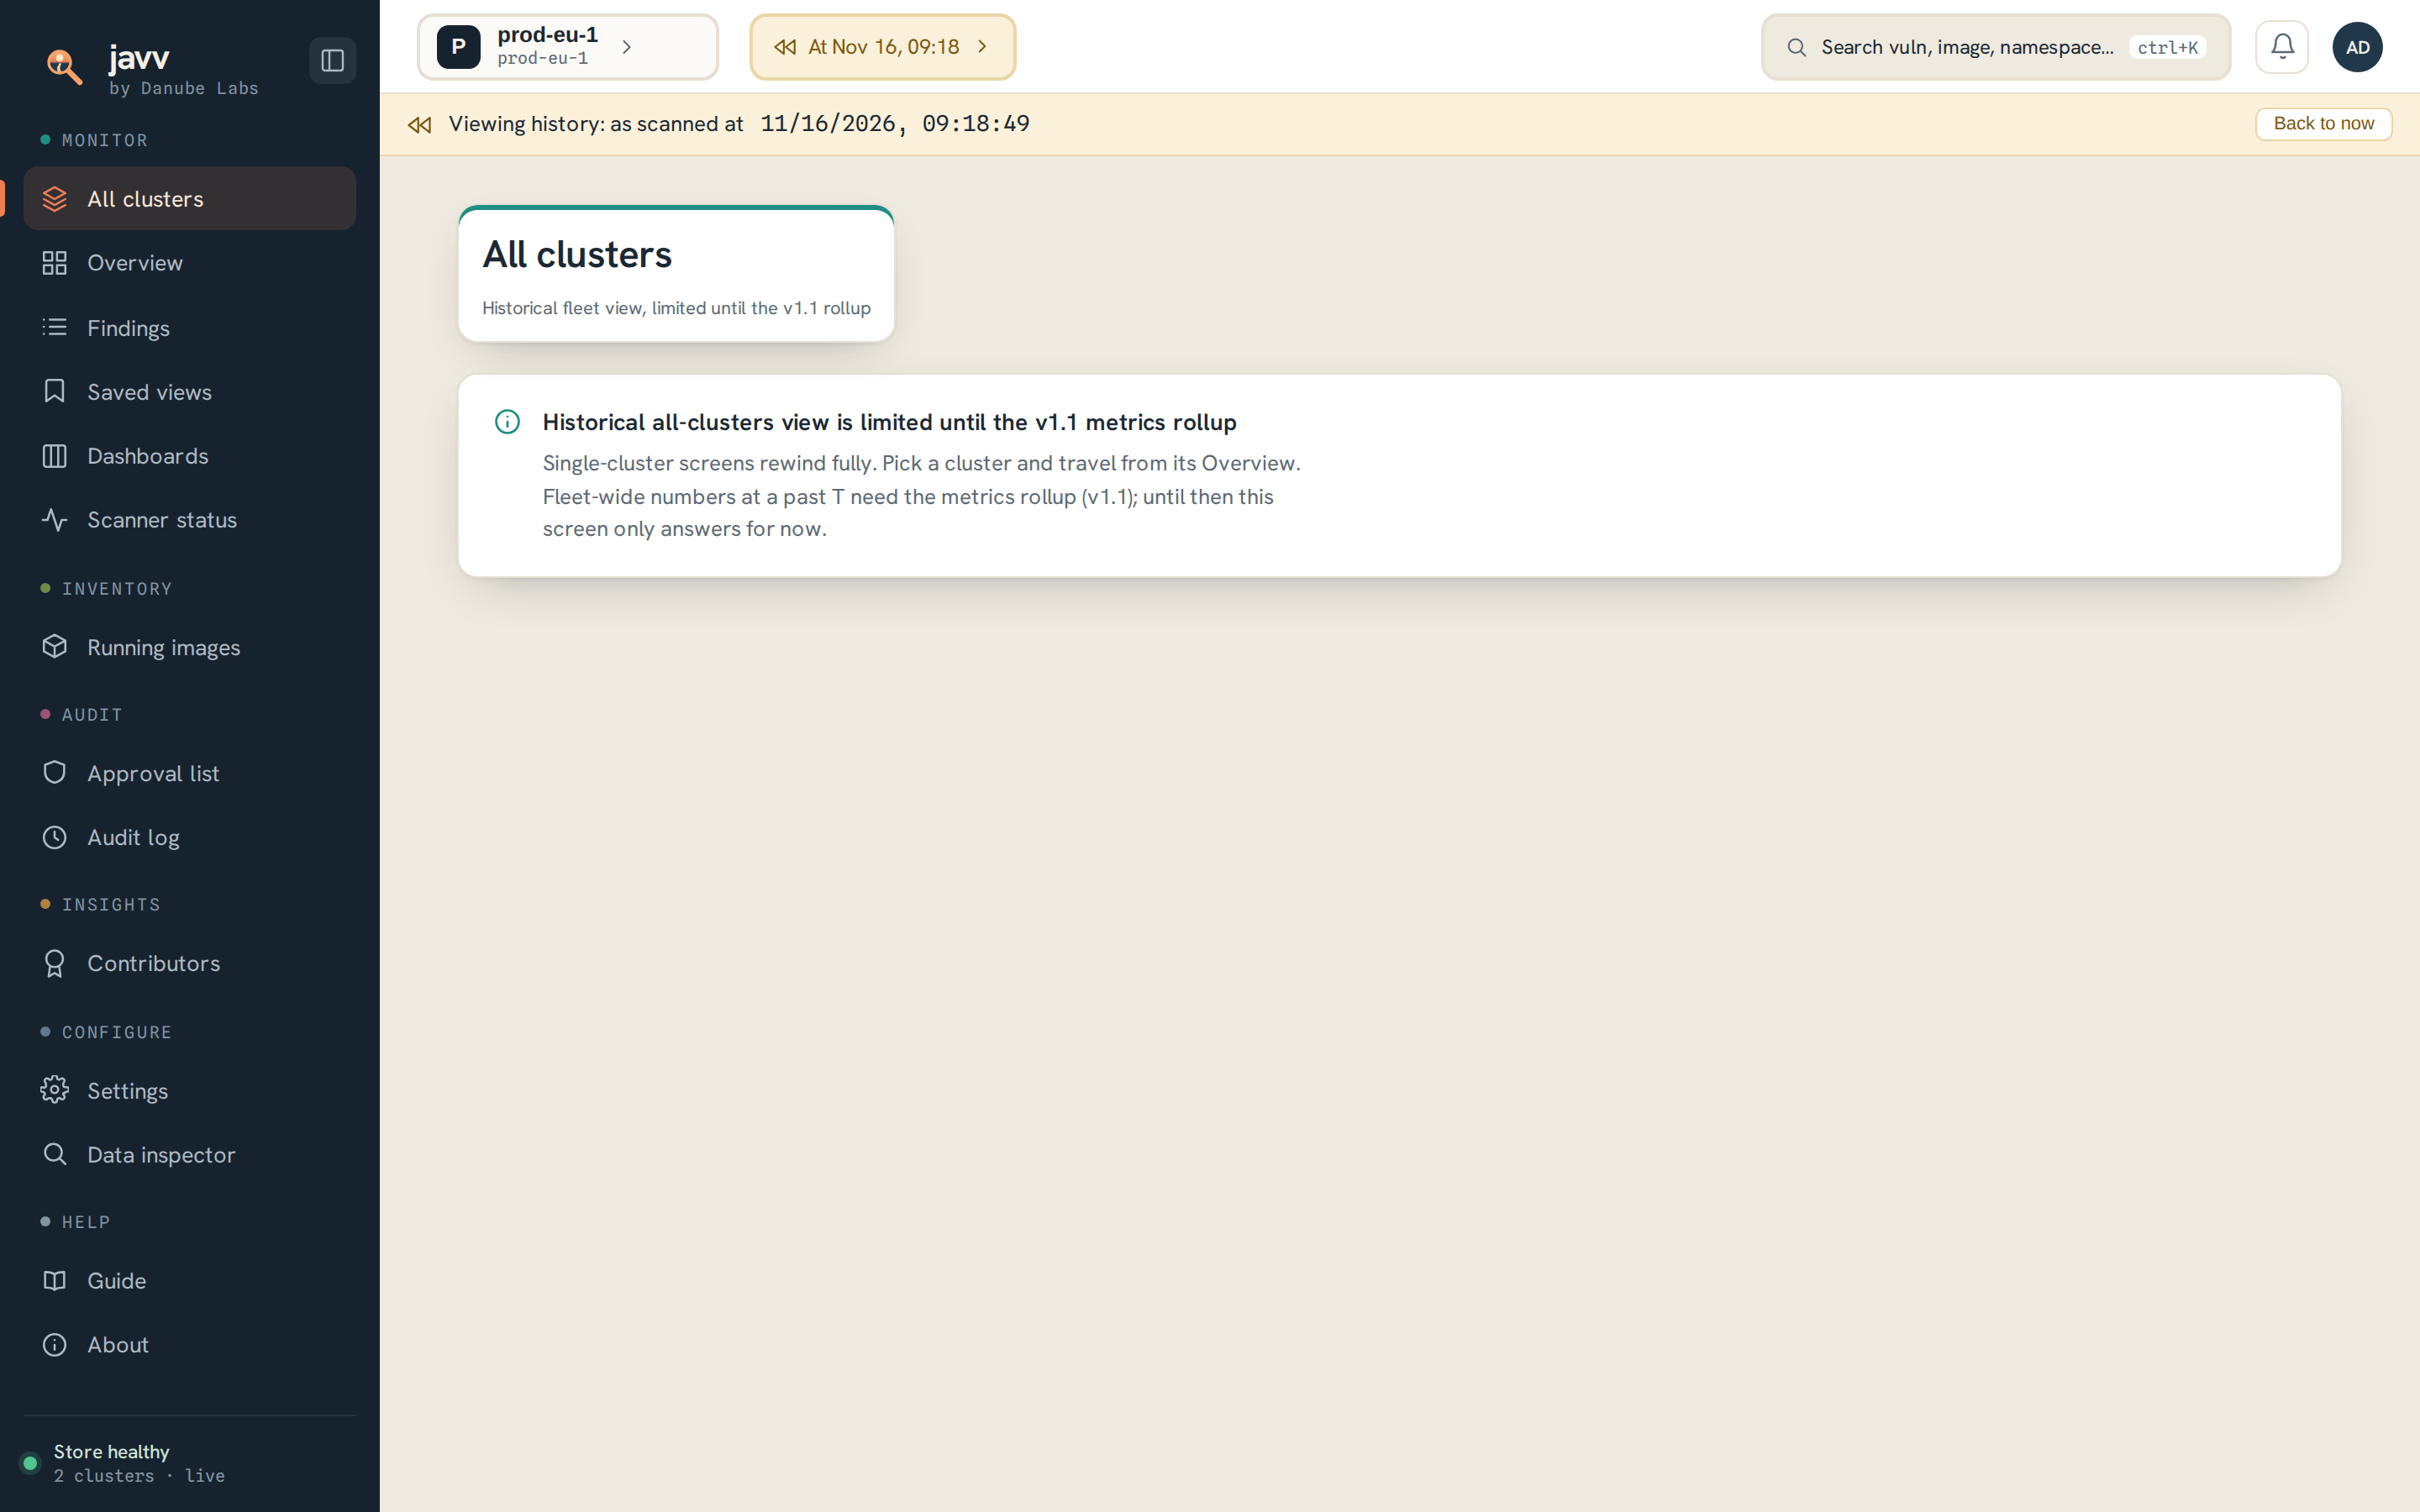 javv
by Danube Labs
MONITOR
All clusters
Overview
Findings
Saved views
Dashboards
Scanner status
INVENTORY
Running images
AUDIT
Approval list
Audit log
INSIGHTS
Contributors
CONFIGURE
Settings
Data inspector
HELP
Guide
About
Store healthy
2 clusters · live
P
prod-eu-1
prod-eu-1
At Nov 16, 09:18
Search vuln, image, namespace...
ctrl+K
AD
Viewing history: as scanned at 11/16/2026, 09:18:49
Back to now
All clusters
Historical fleet view, limited until the v1.1 rollup
Historical all-clusters view is limited until the v1.1 metrics rollup
Single-cluster screens rewind fully. Pick a cluster and travel from its Overview.
Fleet-wide numbers at a past T need the metrics rollup (v1.1); until then this
screen only answers for now.